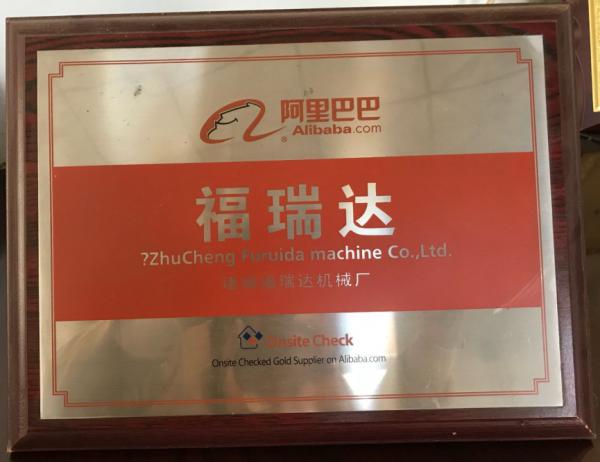 阿里巴巴
Alibaba.com
福瑞达
?ZhuCheng Furuida machine Co.,Ltd.
诸城福瑞达机械厂
Onsite Check
Onsite Checked Gold Supplier on Alibaba.com